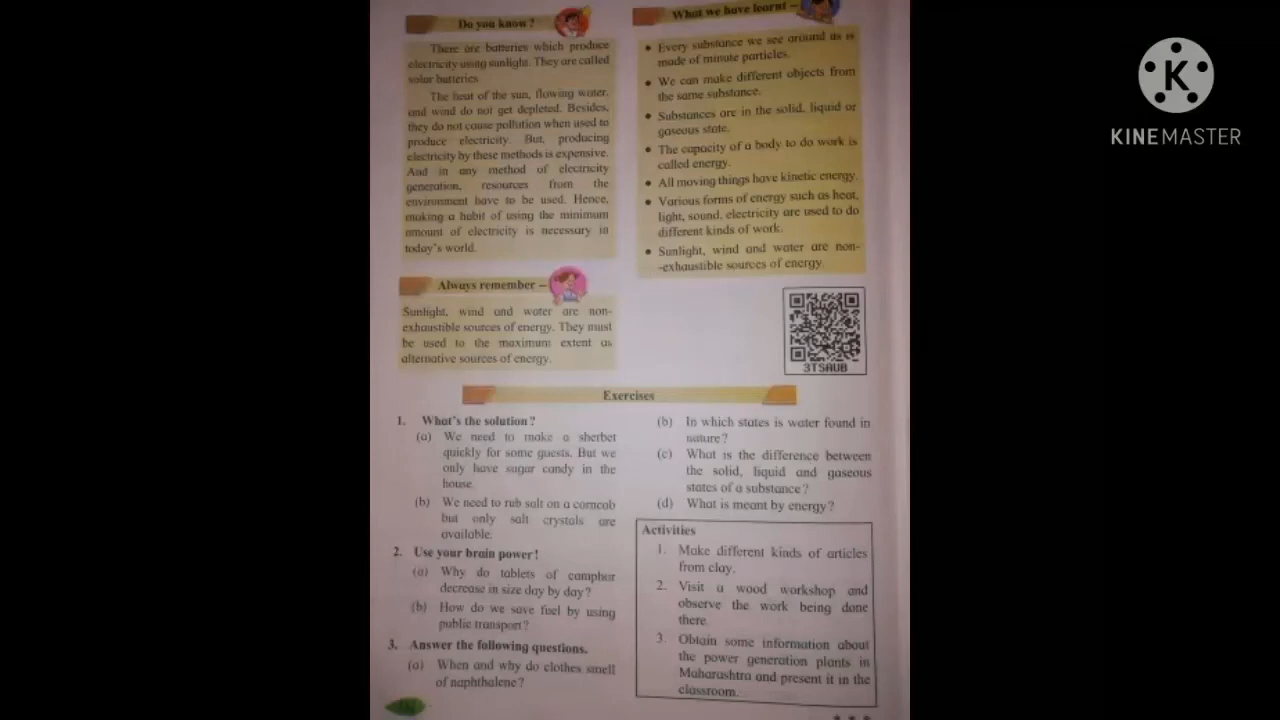 Do you know?
There are batteries which produce
electricity using sunlight. They are called
solar batteries.
The heat of the sun, flowing water,
and wind do not get depleted. Besides,
they do not cause pollution when used to
produce electricity. But, producing
electricity by these methods is expensive.
And in any method of electricity
generation, resources from the
environment have to be used. Hence,
making a habit of using the minimum
amount of electricity is necessary in
today's world.
Always remember –
Sunlight, wind and water are non-
exhaustible sources of energy. They must
be used to the maximum extent as
alternative sources of energy.
What we have learnt –
• Every substance we see around us is
made of minute particles.
• We can make different objects from
the same substance.
• Substances are in the solid, liquid or
gaseous state.
• The capacity of a body to do work is
called energy.
• All moving things have kinetic energy.
• Various forms of energy such as heat,
light, sound, electricity are used to do
different kinds of work.
• Sunlight, wind and water are non-
-exhaustible sources of energy.
3TSAUB
Exercises
1. What's the solution?
(a) We need to make a sherbet
quickly for some guests. But we
only have sugar candy in the
house.
(b) We need to rub salt on a corncob
but only salt crystals are
available.
2. Use your brain power!
(a) Why do tablets of camphor
decrease in size day by day?
(b) How do we save fuel by using
public transport?
3. Answer the following questions.
(a) When and why do clothes smell
of naphthalene?
(b) In which states is water found in
nature?
(c) What is the difference between
the solid, liquid and gaseous
states of a substance?
(d) What is meant by energy?
Activities
1. Make different kinds of articles
from clay.
2. Visit a wood workshop and
observe the work being done
there.
3. Obtain some information about
the power generation plants in
Maharashtra and present it in the
classroom.
* * *
K
KINEMASTER